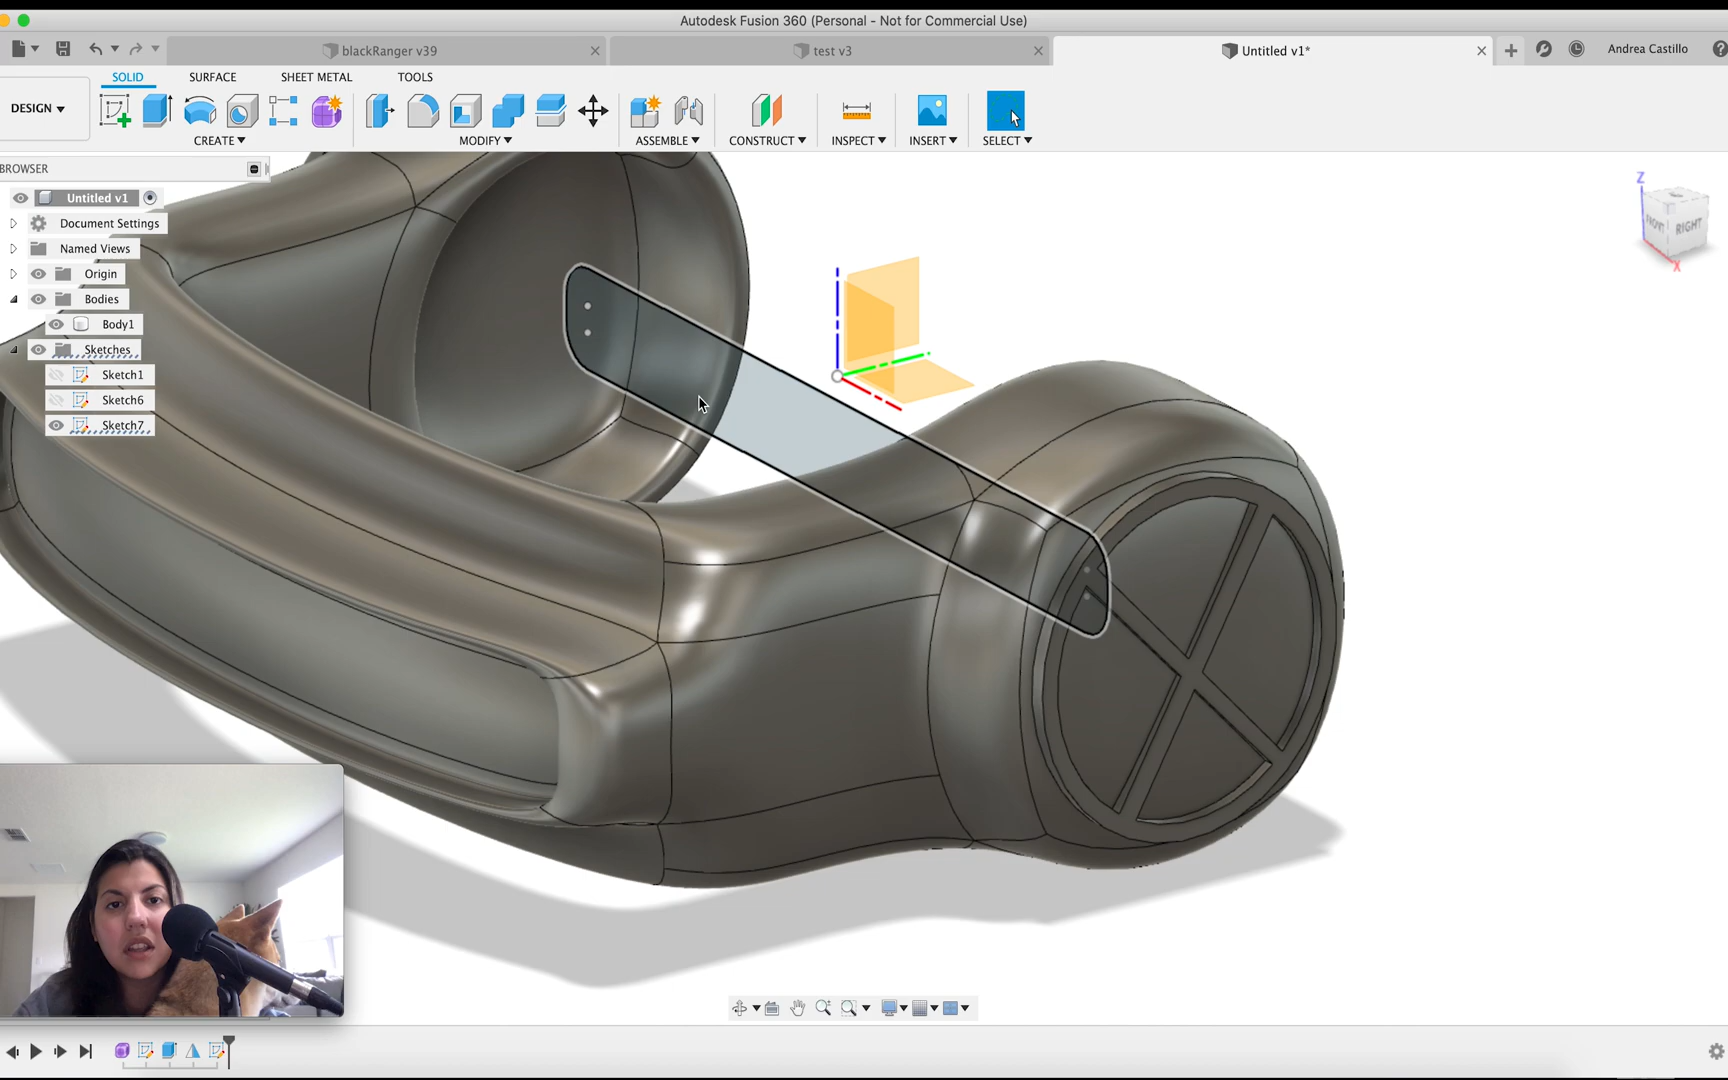 Autodesk Fusion 360 (Personal - Not for Commercial Use)
blackRanger v39
test v3
Untitled v1*
Andrea Castillo
SOLID
SURFACE
SHEET METAL
TOOLS
DESIGN
CREATE
MODIFY
ASSEMBLE
CONSTRUCT
INSPECT
INSERT
SELECT
BROWSER
Untitled v1
Document Settings
Named Views
Origin
Bodies
Body1
Sketches
Sketch1
Sketch6
Sketch7
Z
FRONT
RIGHT
X